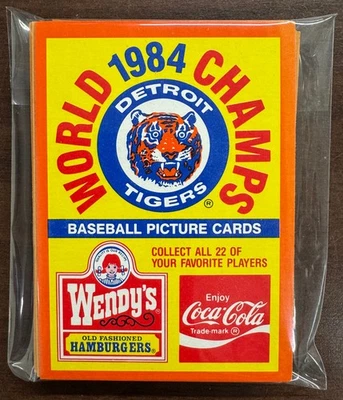 WORLD 1984 CHAMPS
DETROIT
TIGERS ®
BASEBALL PICTURE CARDS
COLLECT ALL 22 OF
YOUR FAVORITE PLAYERS
WENDY'S
OLD FASHIONED
HAMBURGERS
Enjoy
Coca-Cola
Trade-mark ®